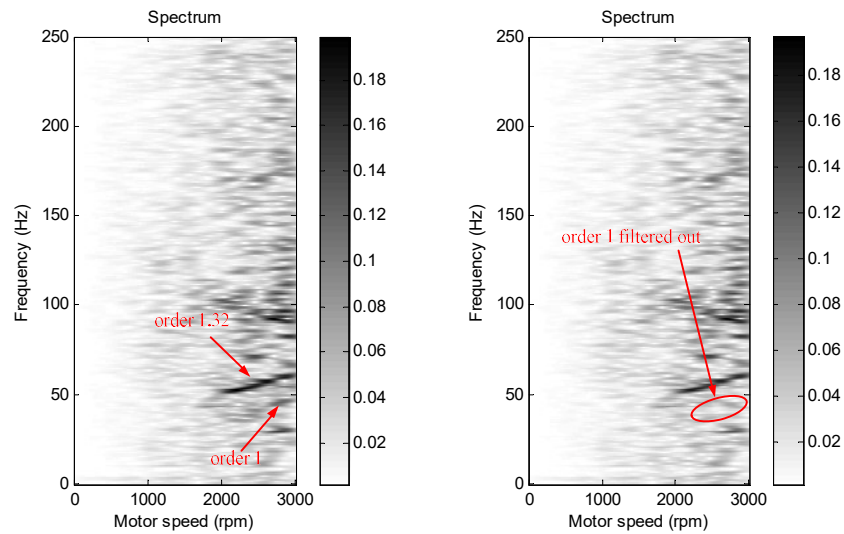 Spectrum
250
200
150
100
50
0
Frequency (Hz)
0 1000 2000 3000
Motor speed (rpm)
order 1.32
order 1
0.18
0.16
0.14
0.12
0.1
0.08
0.06
0.04
0.02
Spectrum
250
200
150
100
50
0
Frequency (Hz)
0 1000 2000 3000
Motor speed (rpm)
order 1 filtered out
0.18
0.16
0.14
0.12
0.1
0.08
0.06
0.04
0.02